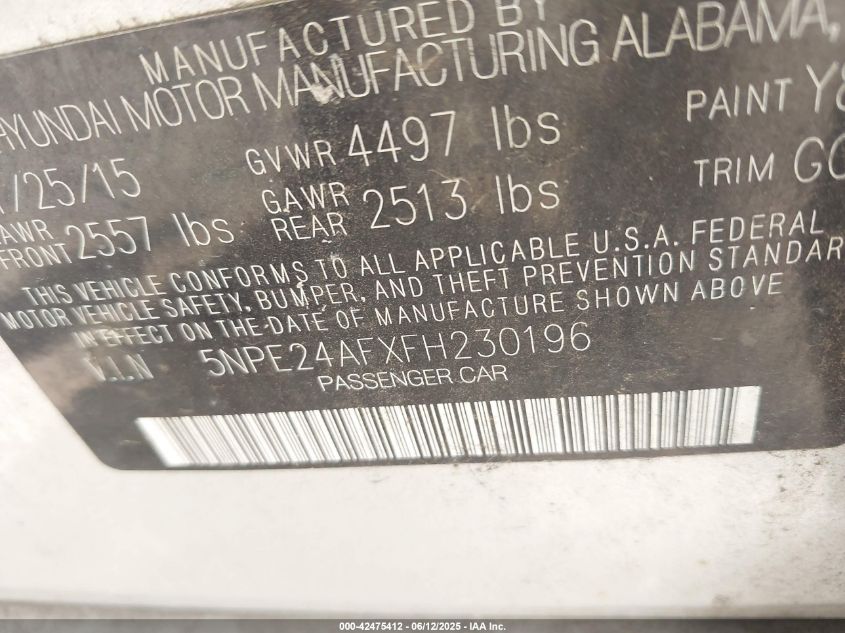 MANUFACTURED BY
HYUNDAI MOTOR MANUFACTURING ALABAMA,
/25/15 GVWR 4497 lbs PAINT Y8
GAWR FRONT 2557 lbs GAWR REAR 2513 lbs TRIM
THIS VEHICLE CONFORMS TO ALL APPLICABLE U.S.A. FEDERAL
MOTOR VEHICLE SAFETY, BUMPER, AND THEFT PREVENTION STANDAR
IN EFFECT ON THE DATE OF MANUFACTURE SHOWN ABOVE
V.I.N 5NPE24AFXFH230196
PASSENGER CAR
000-42475412 - 06/12/2025 - IAA Inc.